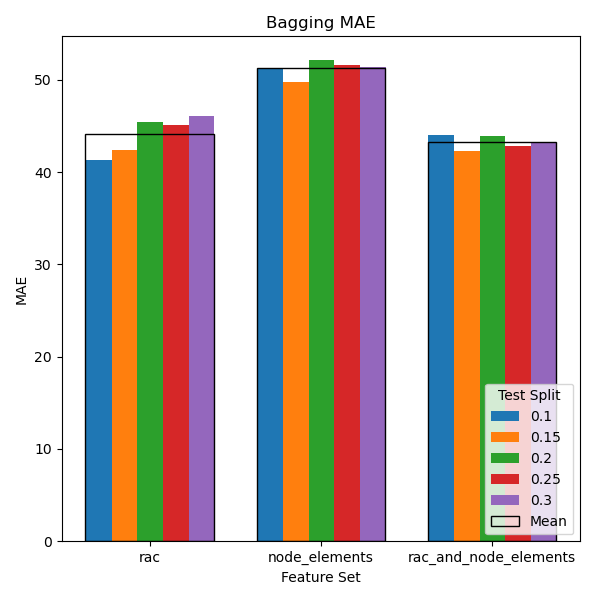 Bagging MAE
MAE
50
40
30
20
10
0
rac
node_elements
rac_and_node_elements
Feature Set
Test Split
0.1
0.15
0.2
0.25
0.3
Mean